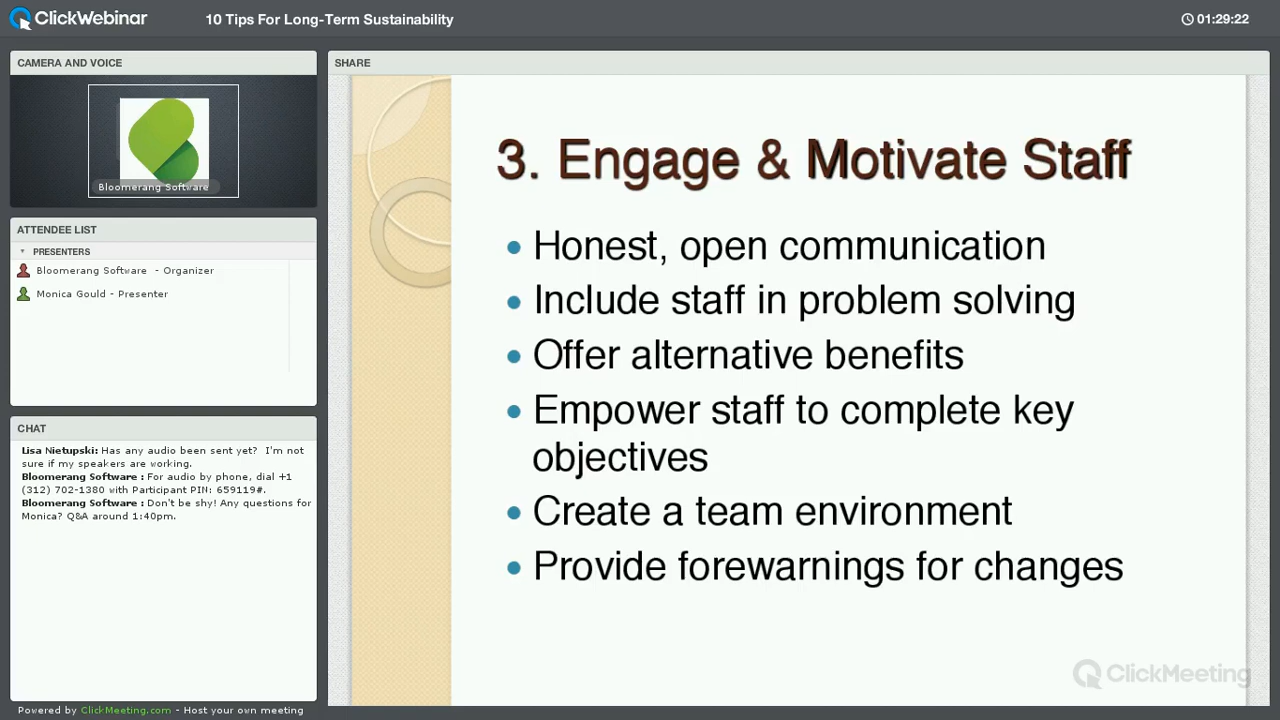 ClickWebinar
10 Tips For Long-Term Sustainability
01:29:22
CAMERA AND VOICE
Bloomerang Software
ATTENDEE LIST
PRESENTERS
Bloomerang Software - Organizer
Monica Gould - Presenter
CHAT
Lisa Nietupski: Has any audio been sent yet? I'm not
sure if my speakers are working.
Bloomerang Software : For audio by phone, dial +1
(312) 702-1380 with Participant PIN: 659119#.
Bloomerang Software : Don't be shy! Any questions for
Monica? Q&A around 1:40pm.
Powered by ClickMeeting.com - Host your own meeting
SHARE
3. Engage & Motivate Staff
• Honest, open communication
• Include staff in problem solving
• Offer alternative benefits
• Empower staff to complete key
objectives
• Create a team environment
• Provide forewarnings for changes
ClickMeeting